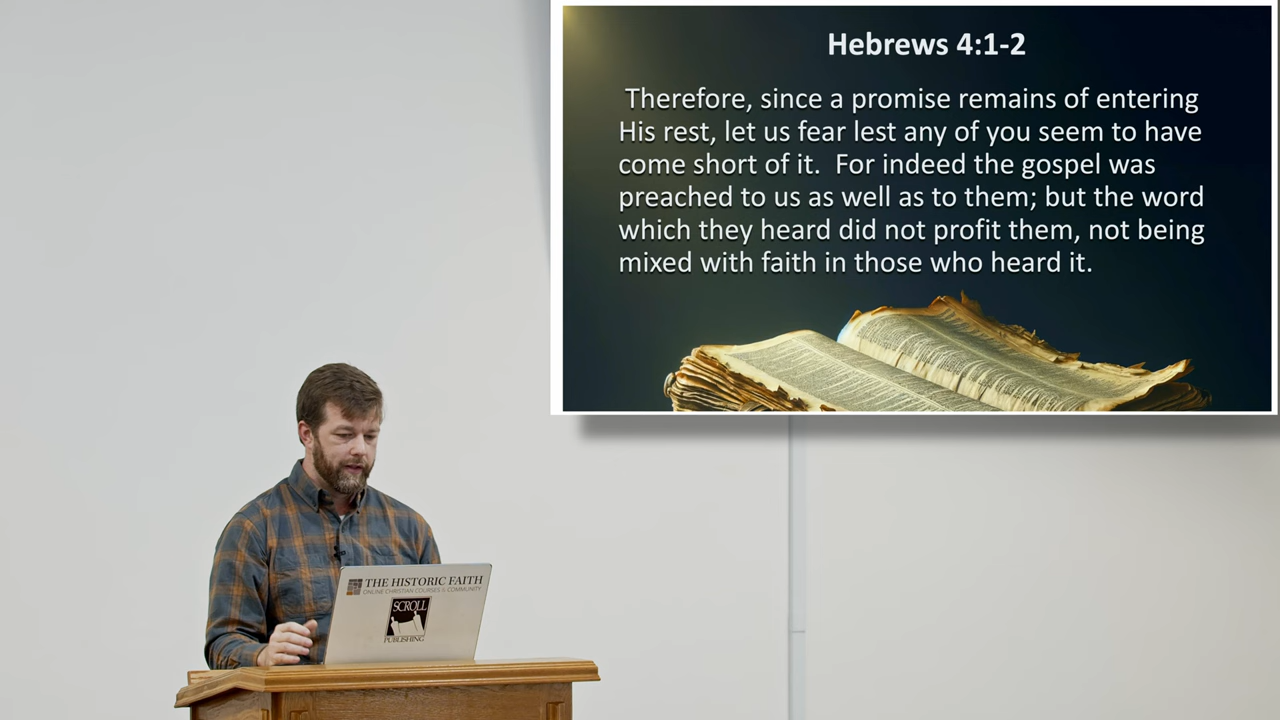 Hebrews 4:1-2
Therefore, since a promise remains of entering
His rest, let us fear lest any of you seem to have
come short of it.  For indeed the gospel was
preached to us as well as to them; but the word
which they heard did not profit them, not being
mixed with faith in those who heard it.
THE HISTORIC FAITH
ONLINE CHRISTIAN COURSES & COMMUNITY
SCROLL
PUBLISHING